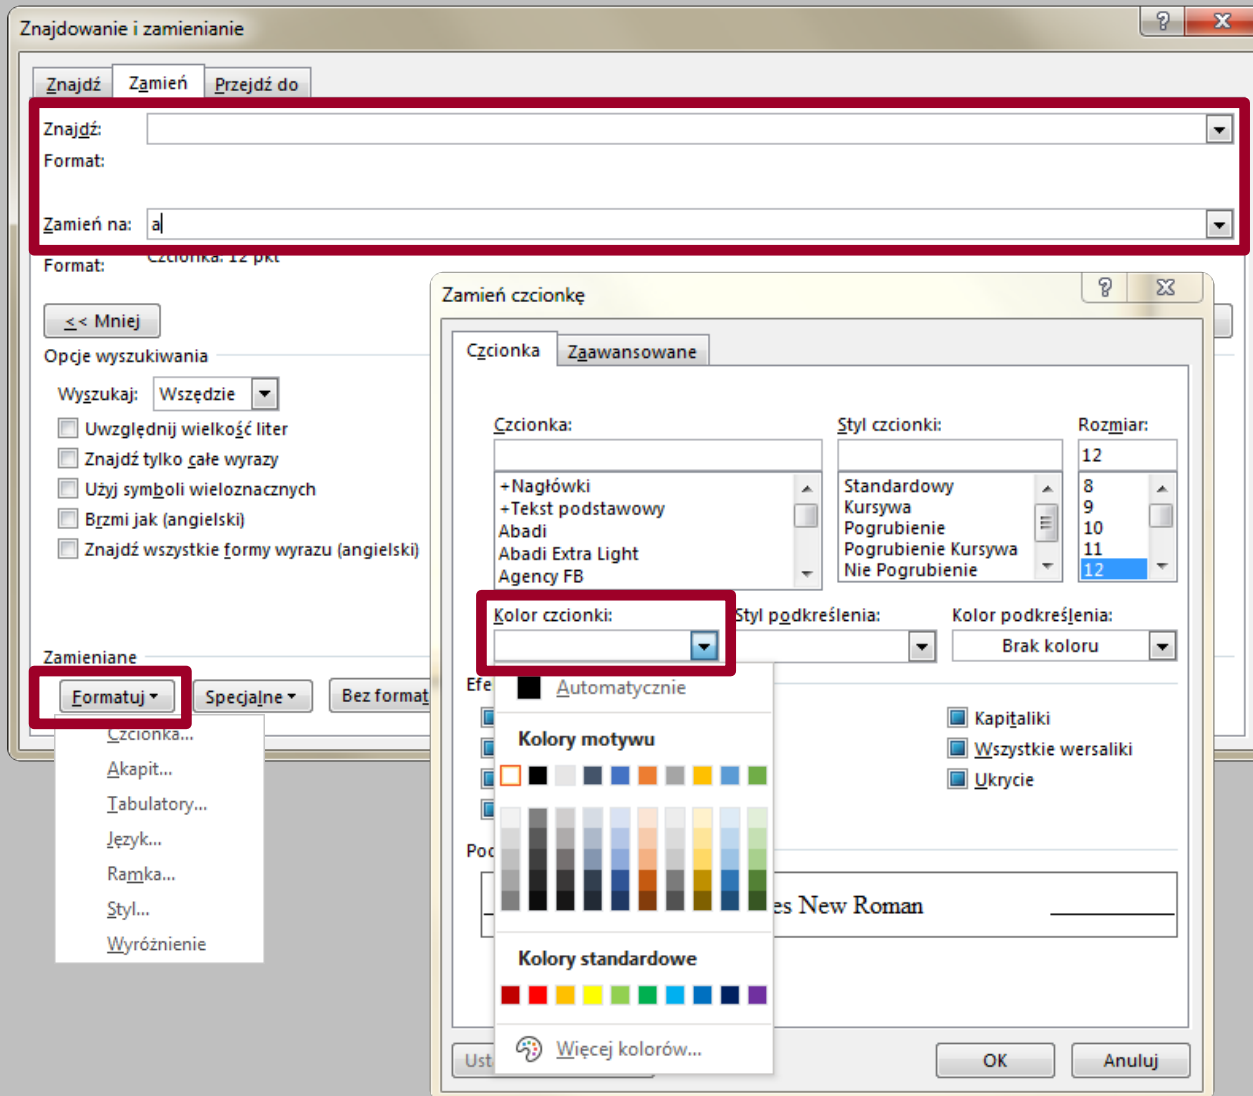 Znajdowanie i zamienianie
Znajdź Zamień Przejdź do
Znajdź:
Format:
Zamień na: a
Format: Czcionka: 12 pkt
<< Mniej
Opcje wyszukiwania
Wyszukaj: Wszędzie
Uwzględnij wielkość liter
Znajdź tylko całe wyrazy
Użyj symboli wieloznacznych
Brzmi jak (angielski)
Znajdź wszystkie formy wyrazu (angielski)
Zamieniane
Formatuj Specjalne Bez format
Czcionka...
Akapit...
Tabulatory...
Język...
Ramka...
Styl...
Wyróżnienie
Zamień czcionkę
Czcionka Zaawansowane
Czcionka: Styl czcionki: Rozmiar:
12
+Nagłówki Standardowy 8
+Tekst podstawowy Kursywa 9
Abadi Pogrubienie 10
Abadi Extra Light Pogrubienie Kursywa 11
Agency FB Nie Pogrubienie 12
Kolor czcionki: Styl podkreślenia: Kolor podkreślenia:
Brak koloru
Efe
Automatycznie
Kolory motywu
Kapitaliki
Wszystkie wersaliki
Ukrycie
Poc
es New Roman
Kolory standardowe
Więcej kolorów...
Ust OK Anuluj